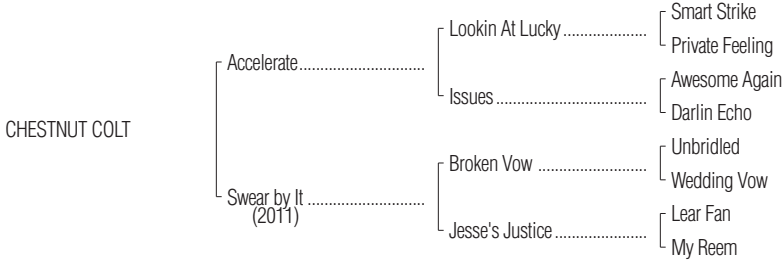 Smart Strike
Lookin At Lucky
Private Feeling
Accelerate
Awesome Again
Issues
Darlin Echo
CHESTNUT COLT
Unbridled
Broken Vow
Wedding Vow
Swear by It
(2011)
Lear Fan
Jesse's Justice
My Reem